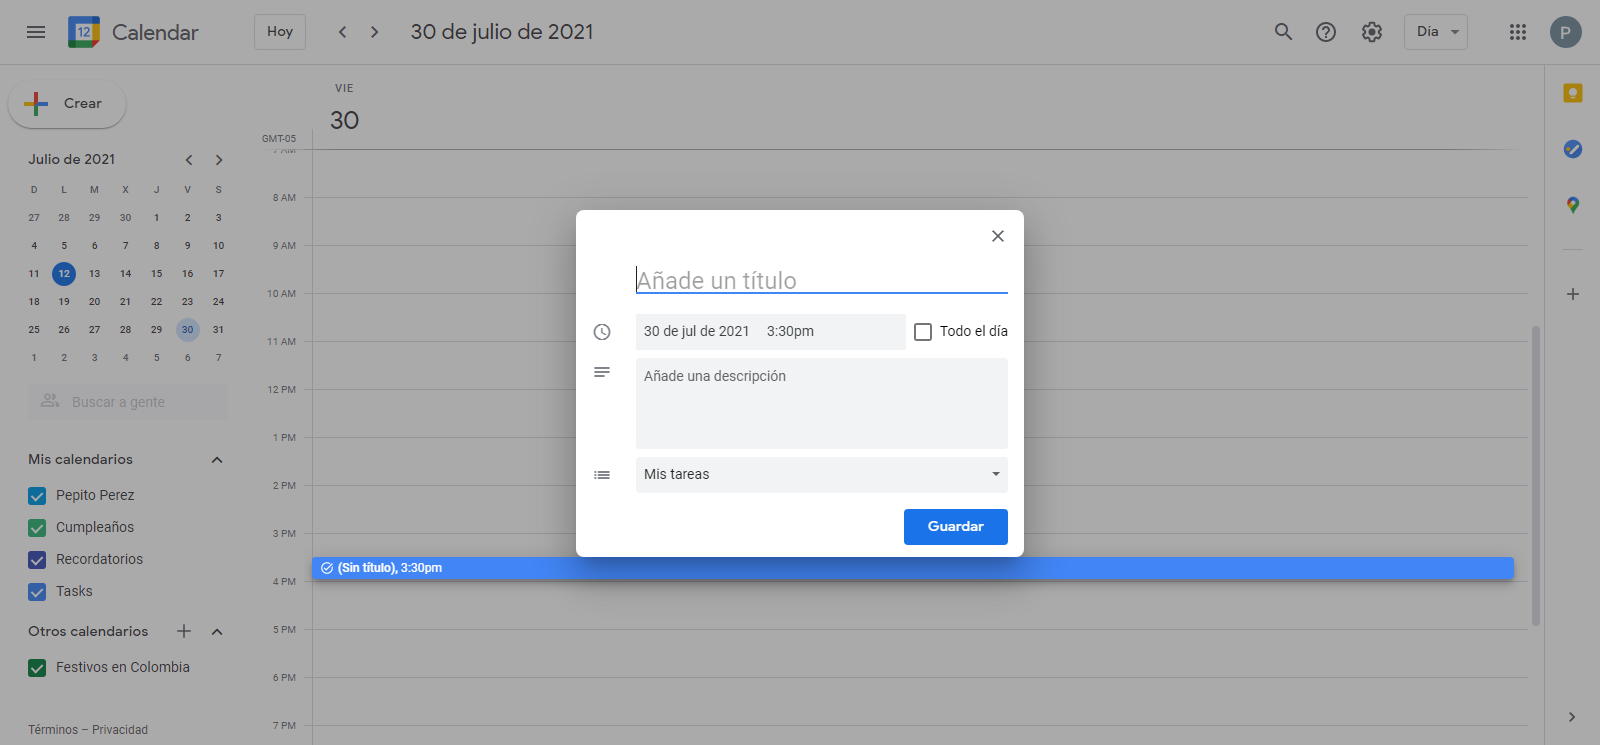 12 Calendar Hoy 30 de julio de 2021 Día P
Crear
VIE
30
GMT-05
Julio de 2021
D L M X J V S
27 28 29 30 1 2 3
4 5 6 7 8 9 10
11 12 13 14 15 16 17
18 19 20 21 22 23 24
25 26 27 28 29 30 31
1 2 3 4 5 6 7
Buscar a gente
Mis calendarios
Pepito Perez
Cumpleaños
Recordatorios
Tasks
Otros calendarios
Festivos en Colombia
Términos – Privacidad
7 AM
8 AM
9 AM
10 AM
11 AM
12 PM
1 PM
2 PM
3 PM
(Sin título), 3:30pm
4 PM
5 PM
6 PM
7 PM
Añade un título
30 de jul de 2021 3:30pm Todo el día
Añade una descripción
Mis tareas
Guardar